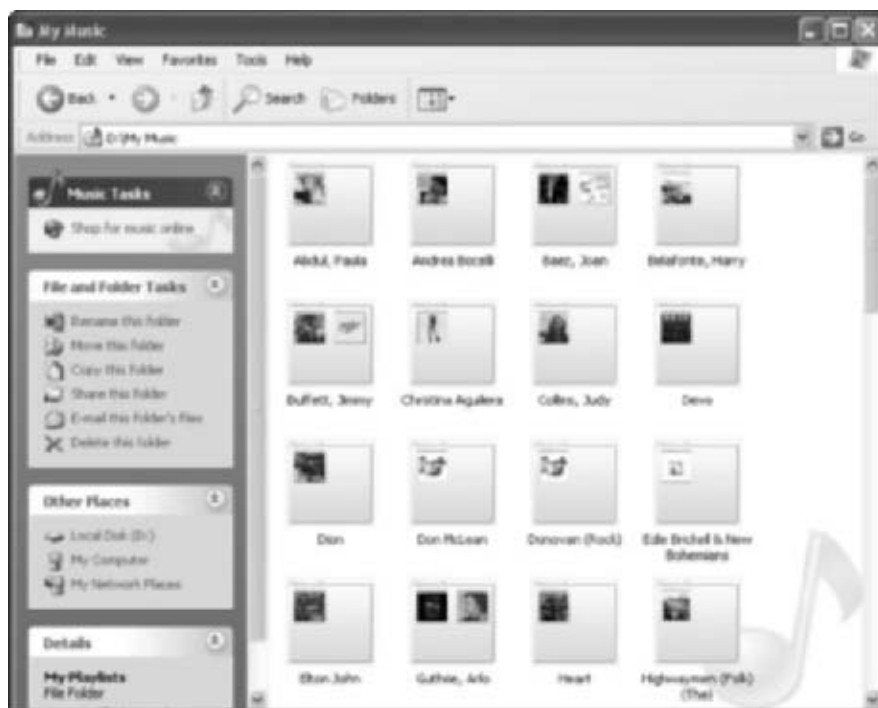 My Music
File Edit View Favorites Tools Help
Back Search Folders
Address D:\My Music Go
Music Tasks
Shop for music online
File and Folder Tasks
Rename this folder
Move this folder
Copy this folder
Share this folder
E-mail this folder's files
Delete this folder
Other Places
Local Disk (D:)
My Computer
My Network Places
Details
My Playlists
File Folder
Abdul, Paula Andrea Bocelli Baez, Joan Belafonte, Harry
Buffett, Jimmy Christina Aguilera Collins, Judy Devo
Dion Don McLean Donovan (Rock) Edie Brickell & New
Bohemians
Elton John Guthrie, Arlo Heart Highwaymen (Folk)
(The)